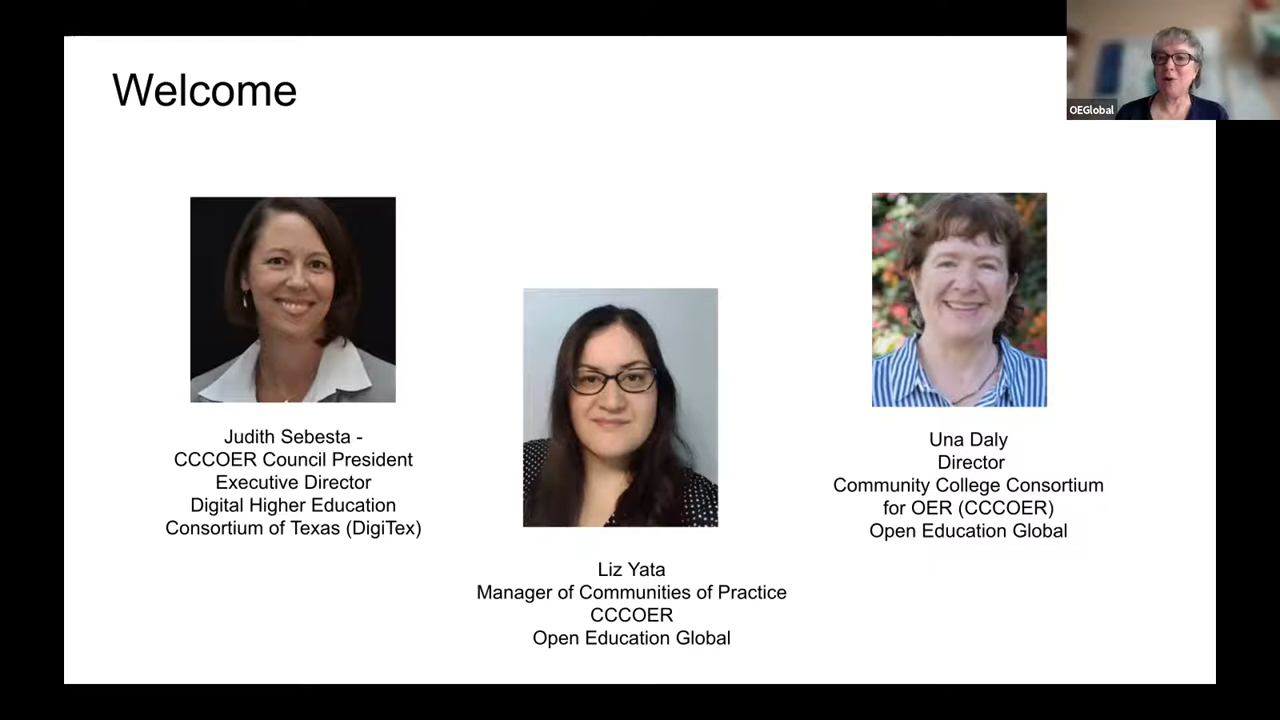 Welcome
OEGlobal
Judith Sebesta -
CCCOER Council President
Executive Director
Digital Higher Education
Consortium of Texas (DigiTex)
Liz Yata
Manager of Communities of Practice
CCCOER
Open Education Global
Una Daly
Director
Community College Consortium
for OER (CCCOER)
Open Education Global